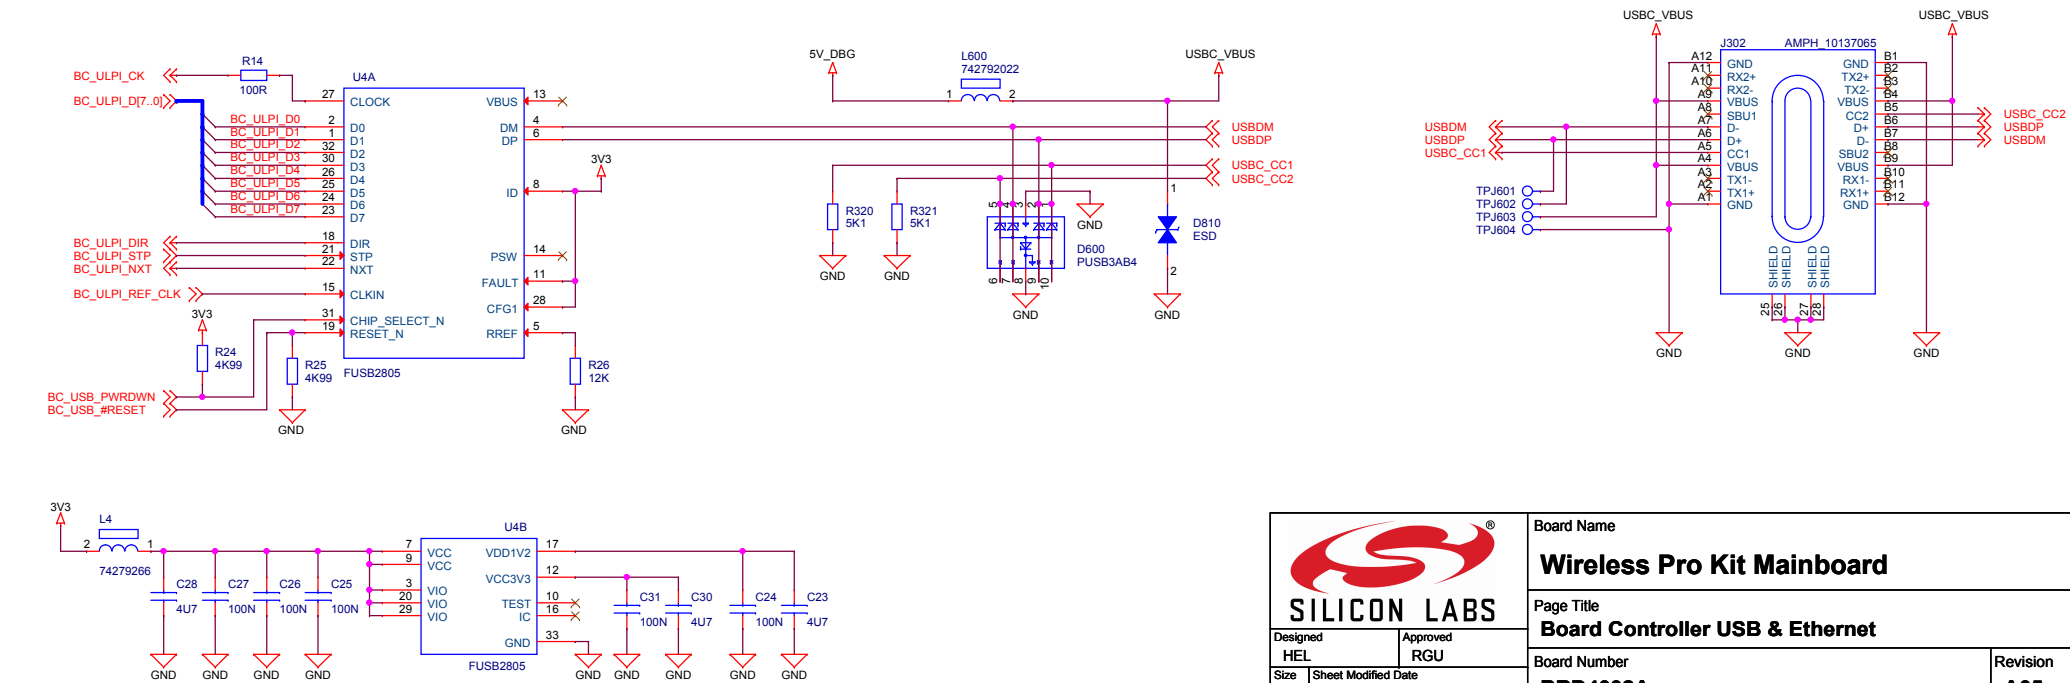 BC_ULPI_CK
R14
100R
BC_ULPI_D[7..0]
U4A
27 CLOCK
BC_ULPI_D0 2 D0
BC_ULPI_D1 1 D1
BC_ULPI_D2 32 D2
BC_ULPI_D3 30 D3
BC_ULPI_D4 26 D4
BC_ULPI_D5 25 D5
BC_ULPI_D6 24 D6
BC_ULPI_D7 23 D7
BC_ULPI_DIR 18 DIR
BC_ULPI_STP 21 STP
BC_ULPI_NXT 22 NXT
BC_ULPI_REF_CLK 15 CLKIN
3V3
31 CHIP_SELECT_N
19 RESET_N
R24
4K99
R25
4K99
BC_USB_PWRDWN
BC_USB_#RESET
GND
FUSB2805
VBUS 13
DM 4
DP 6
ID 8
3V3
PSW 14
FAULT 11
CFG1 28
RREF 5
R26
12K
GND
5V_DBG
L600
742792022
1 2
USBC_VBUS
USBDM
USBDP
USBC_CC1
USBC_CC2
R320
5K1
GND
R321
5K1
GND
5 4 3 2 1
GND
D600
PUSB3AB4
6 7 8 9 10
GND
1
D810
ESD
2
GND
USBC_VBUS
USBC_VBUS
J302 AMPH_10137065
A12 GND
A11 RX2+
A10 RX2-
A9 VBUS
A8 SBU1
USBDM A7 D-
USBDP A6 D+
USBC_CC1 A5 CC1
A4 VBUS
A3 TX1-
A2 TX1+
A1 GND
GND B1
TX2+ B2
TX2- B3
VBUS B4
CC2 B5 USBC_CC2
D+ B6 USBDP
D- B7 USBDM
SBU2 B8
VBUS B9
RX1- B10
RX1+ B11
GND B12
TPJ601
TPJ602
TPJ603
TPJ604
SHIELD SHIELD SHIELD SHIELD
25 26 27 28
GND GND GND
3V3
L4
2 1
74279266
C28
4U7
C27
100N
C26
100N
C25
100N
GND GND GND GND
U4B
7 VCC
9 VCC
3 VIO
20 VIO
29 VIO
VDD1V2 17
VCC3V3 12
TEST 10
IC 16
GND 33
FUSB2805
C31
100N
C30
4U7
C24
100N
C23
4U7
GND GND GND GND GND
®
SILICON LABS
Designed
HEL
Approved
RGU
Size
Sheet Modified Date
Board Name
Wireless Pro Kit Mainboard
Page Title
Board Controller USB & Ethernet
Board Number
Revision